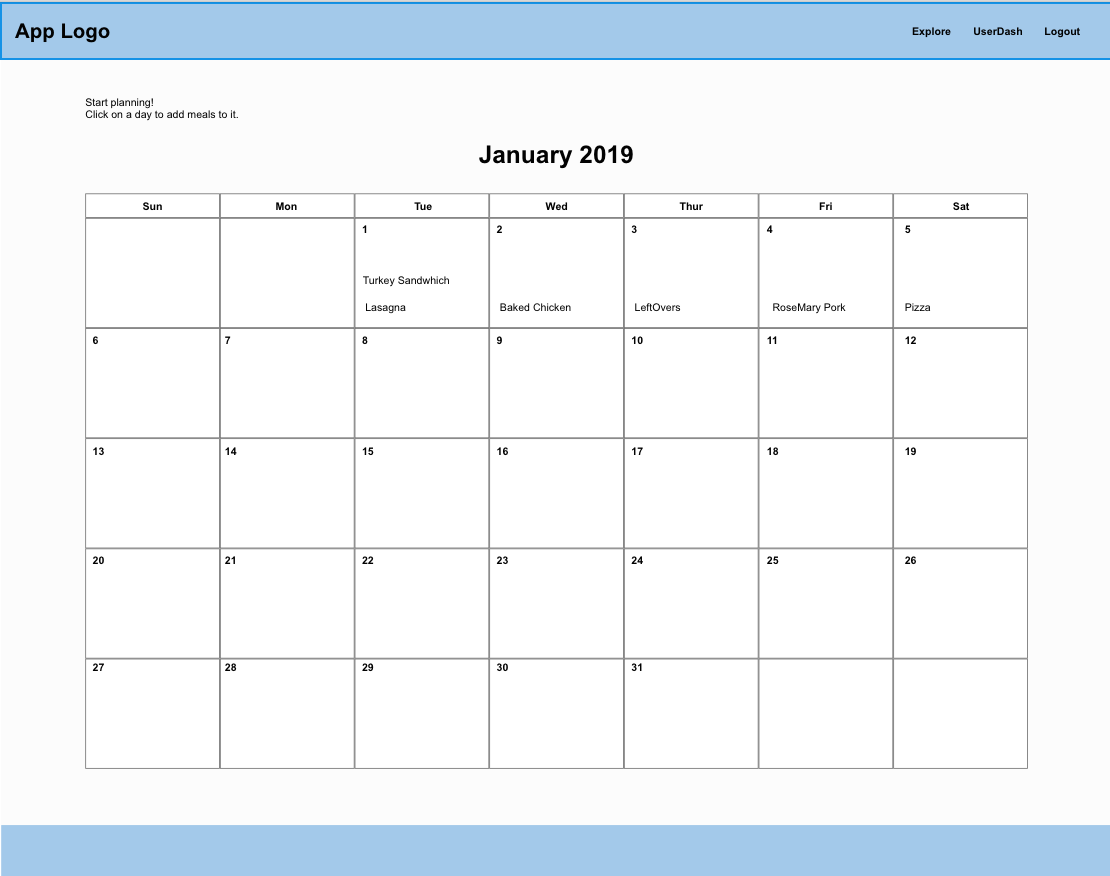 App Logo
Explore UserDash Logout
Start planning!
Click on a day to add meals to it.
January 2019
Sun Mon Tue Wed Thur Fri Sat
1 2 3 4 5
Turkey Sandwhich
Lasagna Baked Chicken LeftOvers RoseMary Pork Pizza
6 7 8 9 10 11 12
13 14 15 16 17 18 19
20 21 22 23 24 25 26
27 28 29 30 31